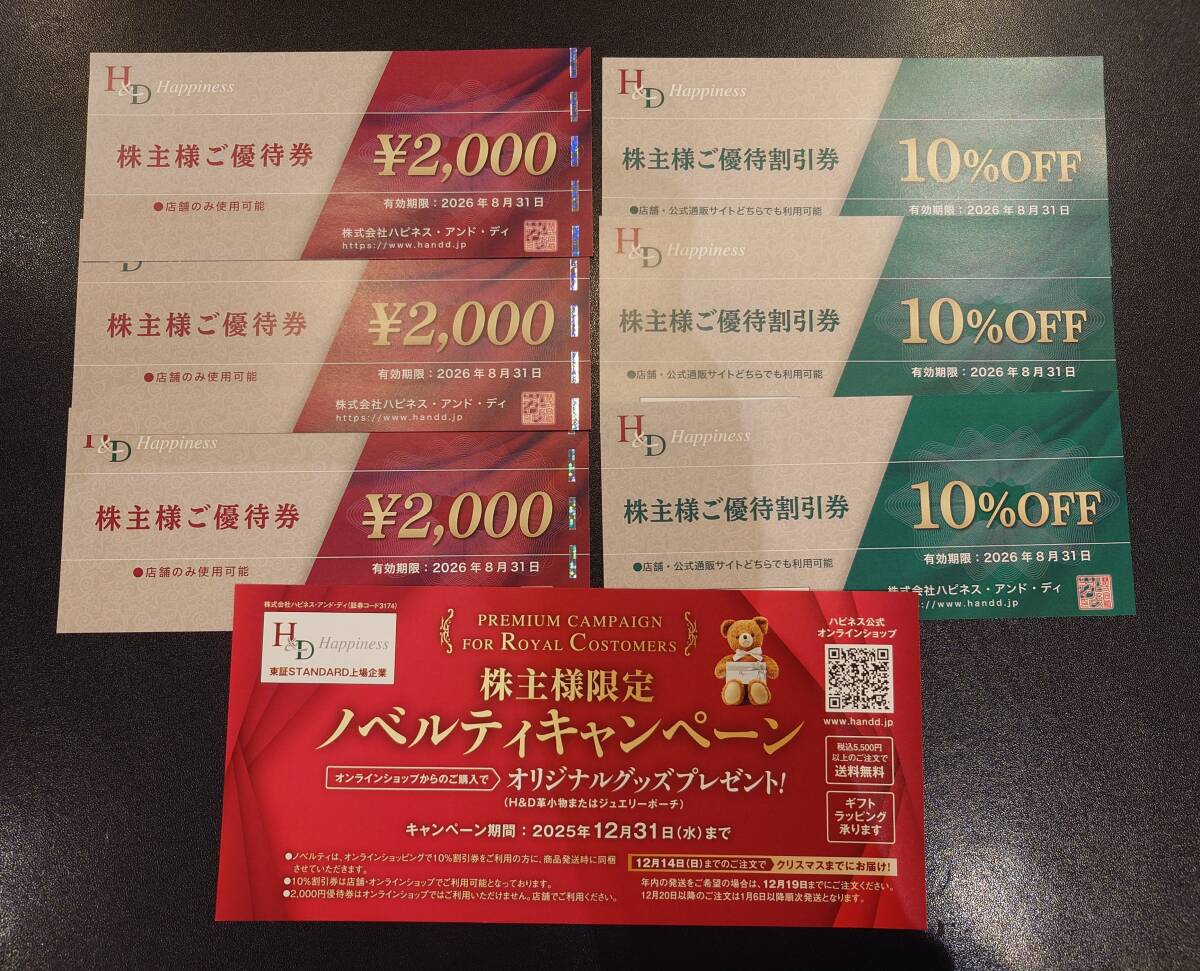 H&D Happiness
株主様ご優待券
¥2,000
●店舗のみ使用可能
有効期限：2026年8月31日
株式会社ハピネス・アンド・ディ
https://www.handd.jp
株主様ご優待券
¥2,000
●店舗のみ使用可能
有効期限：2026年8月31日
株式会社ハピネス・アンド・ディ
https://www.handd.jp
H&D Happiness
株主様ご優待券
¥2,000
●店舗のみ使用可能
有効期限：2026年8月31日
H&D Happiness
株主様ご優待割引券
10%OFF
●店舗・公式通販サイトどちらでも利用可能
有効期限：2026年8月31日
H&D Happiness
株主様ご優待割引券
10%OFF
●店舗・公式通販サイトどちらでも利用可能
有効期限：2026年8月31日
H&D Happiness
株主様ご優待割引券
10%OFF
●店舗・公式通販サイトどちらでも利用可能
有効期限：2026年8月31日
株式会社ハピネス・アンド・ディ
://www.handd.jp
株式会社ハピネス・アンド・ディ(証券コード3174)
H&D Happiness
東証STANDARD上場企業
PREMIUM CAMPAIGN
FOR ROYAL COSTOMERS
株主様限定
ノベルティキャンペーン
オンラインショップからのご購入で
オリジナルグッズプレゼント!
(H&D革小物またはジュエリーポーチ)
キャンペーン期間：2025年12月31日(水)まで
ハピネス公式
オンラインショップ
www.handd.jp
税込5,500円
以上のご注文で
送料無料
ギフト
ラッピング
承ります
●ノベルティは、オンラインショッピングで10%割引券をご利用の方に、商品発送時に同梱
させていただきます。
●10%割引券は店舗・オンラインショップでご利用可能となっております。
●2,000円優待券はオンラインショップではご利用いただけません。店舗でご利用ください。
12月14日(日)までのご注文で クリスマスまでにお届け!
年内の発送をご希望の場合は、12月19日までにご注文ください。
12月20日以降のご注文は1月6日以降順次発送となります。